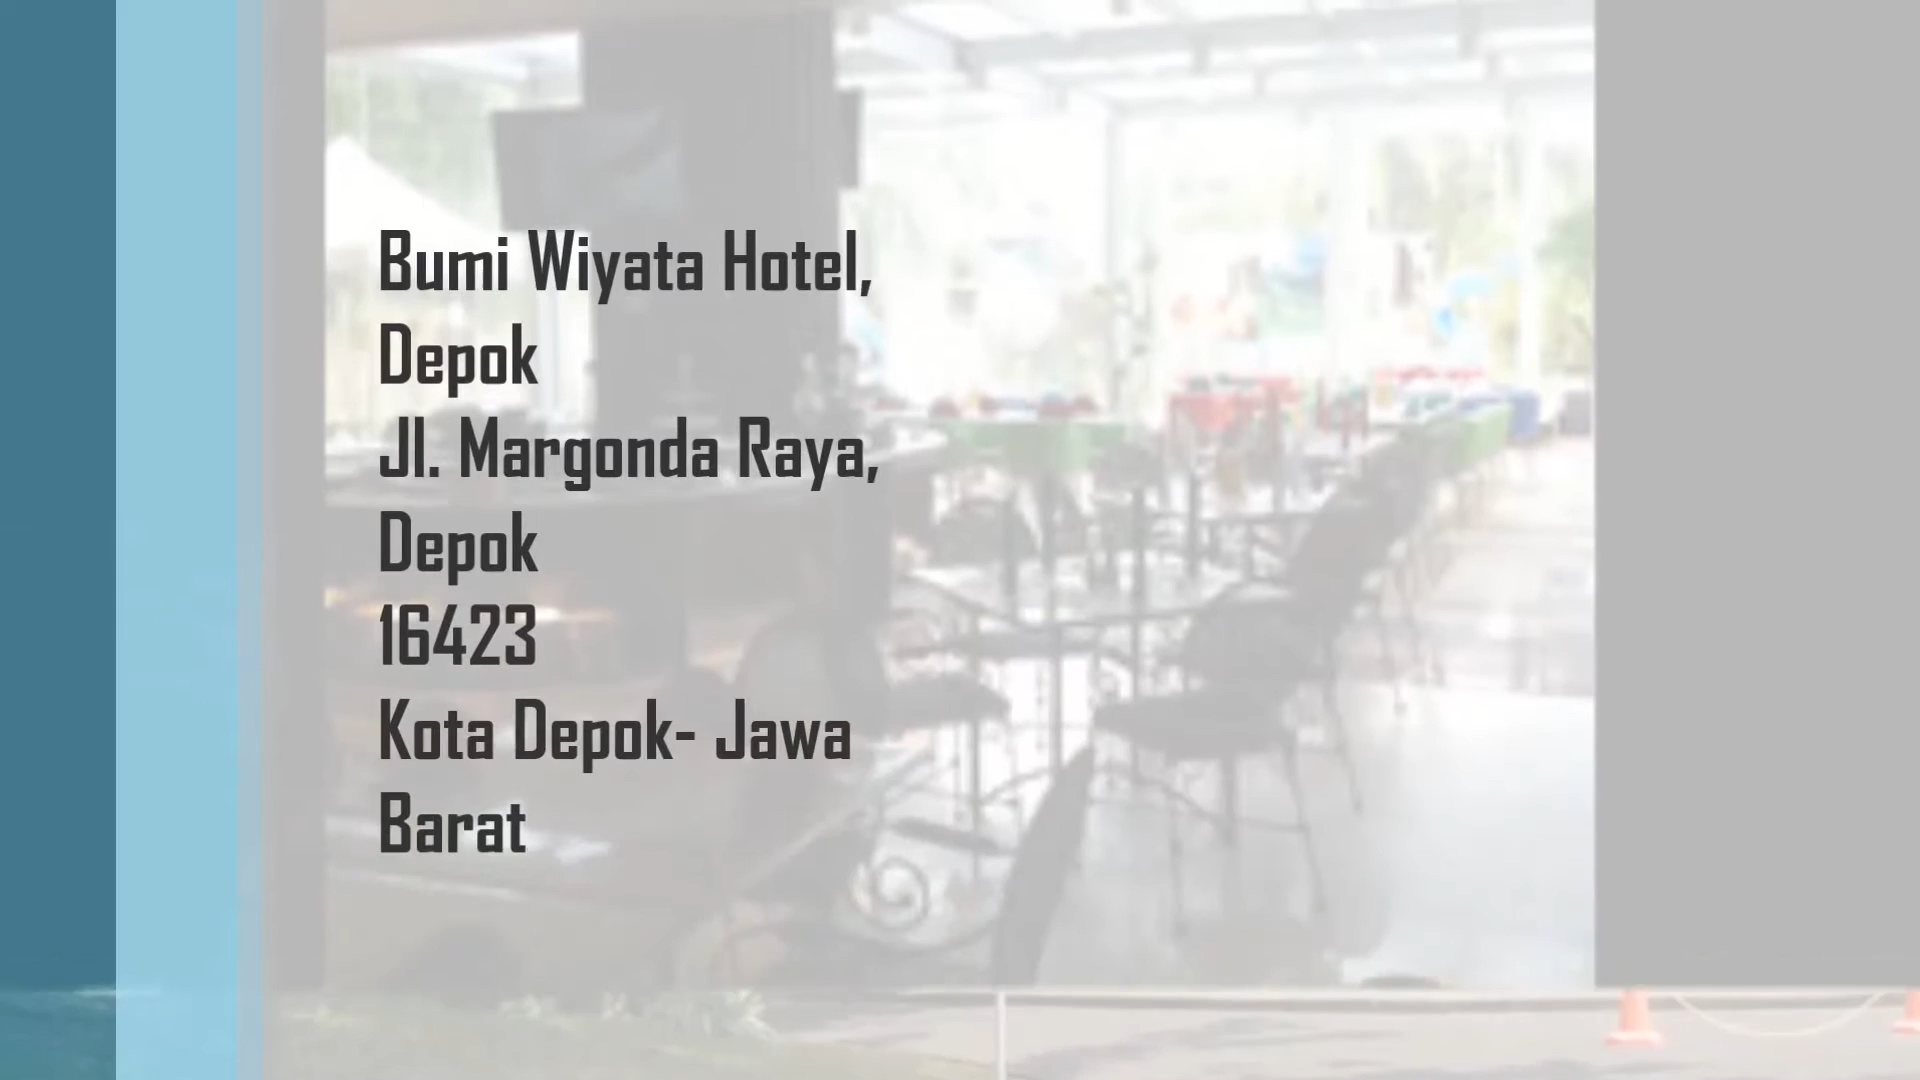 Bumi Wiyata Hotel,
Depok
Jl. Margonda Raya,
Depok
16423
Kota Depok- Jawa
Barat